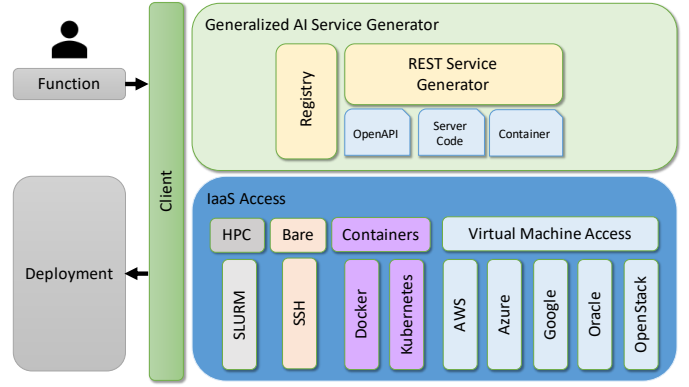 Generalized AI Service Generator
Function
Registry
REST Service
Generator
OpenAPI
Server
Code
Container
Client
Deployment
IaaS Access
HPC
Bare
Containers
Virtual Machine Access
SLURM
SSH
Docker
Kubernetes
AWS
Azure
Google
Oracle
OpenStack